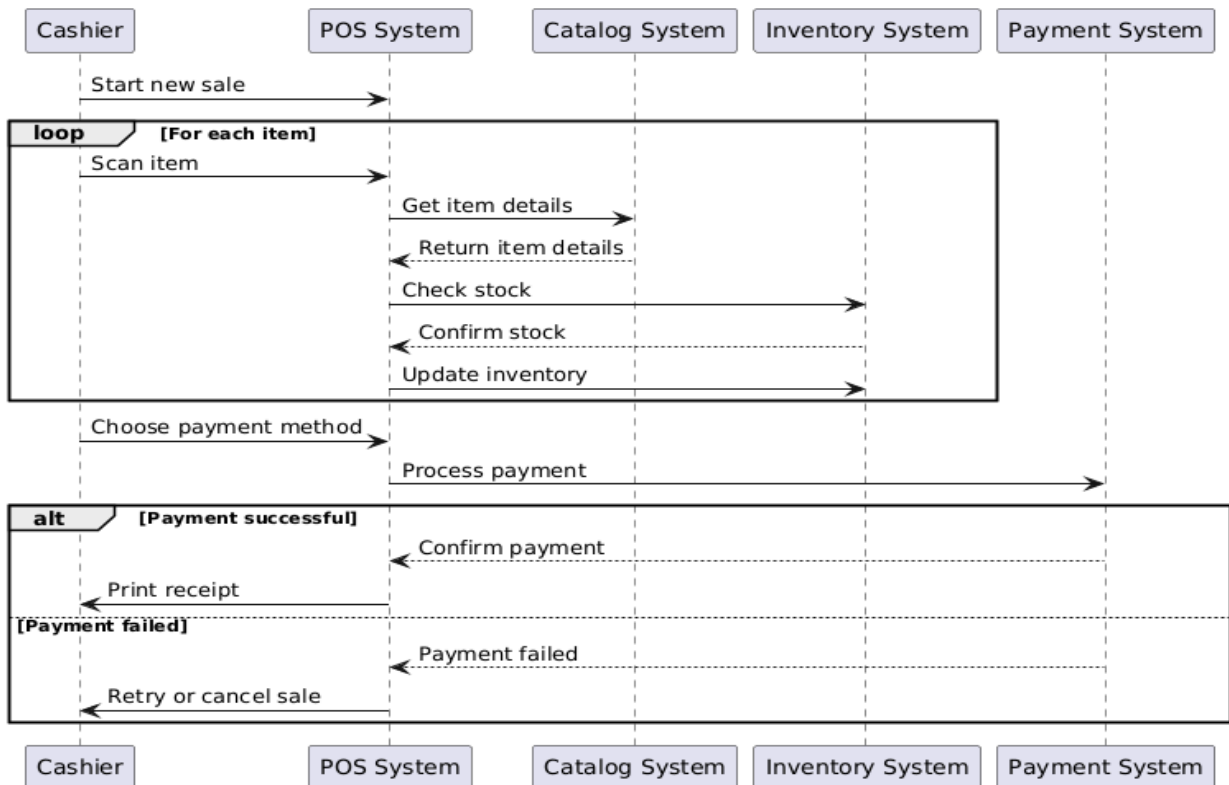 Cashier POS System Catalog System Inventory System Payment System
Start new sale
loop [For each item]
Scan item
Get item details
Return item details
Check stock
Confirm stock
Update inventory
Choose payment method
Process payment
alt [Payment successful]
Confirm payment
Print receipt
[Payment failed]
Payment failed
Retry or cancel sale
Cashier POS System Catalog System Inventory System Payment System